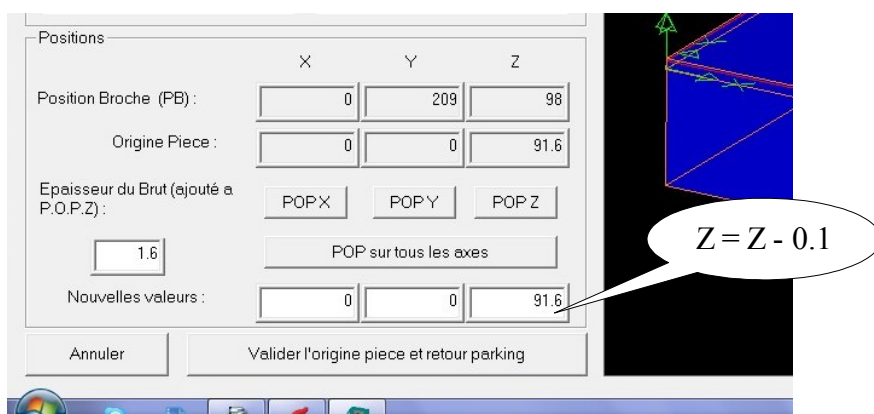 Positions
X Y Z
Position Broche (PB) : 0 209 98
Origine Piece : 0 0 91.6
Epaisseur du Brut (ajouté a
P.O.P.Z) :
POP X POP Y POP Z
1.6
POP sur tous les axes
Nouvelles valeurs : 0 0 91.6
Z = Z - 0.1
Annuler Valider l'origine piece et retour parking